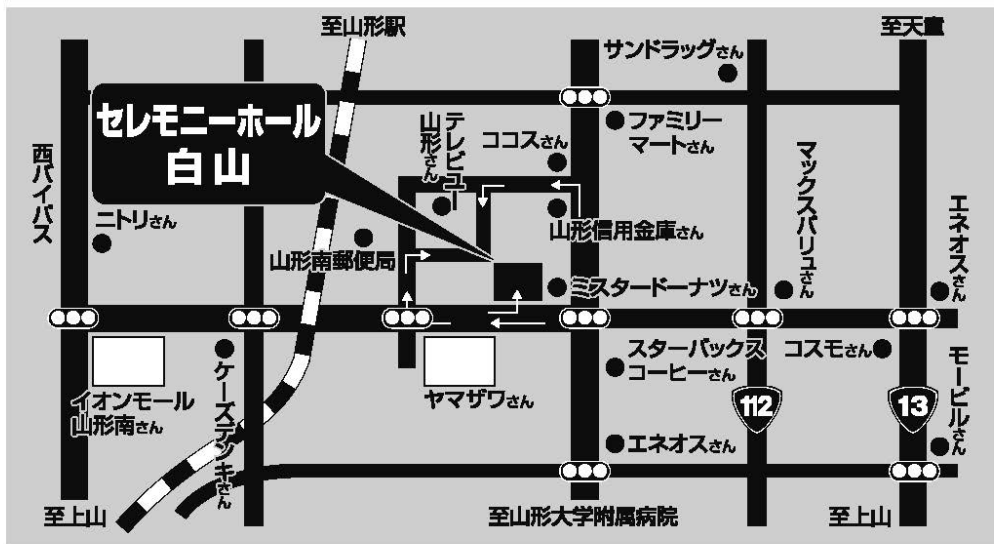 至山形駅
至天童
サンドラッグさん
セレモニーホール
白山
テレビュー
山形さん
ココスさん
ファミリー
マートさん
西バイパス
ニトリさん
山形南郵便局
山形信用金庫さん
マックスバリュさん
エネオスさん
ミスタードーナツさん
イオンモール
山形南さん
ケーズデンキさん
ヤマザワさん
スターバックス
コーヒーさん
コスモさん
モービルさん
112
13
エネオスさん
至上山
至山形大学附属病院
至上山